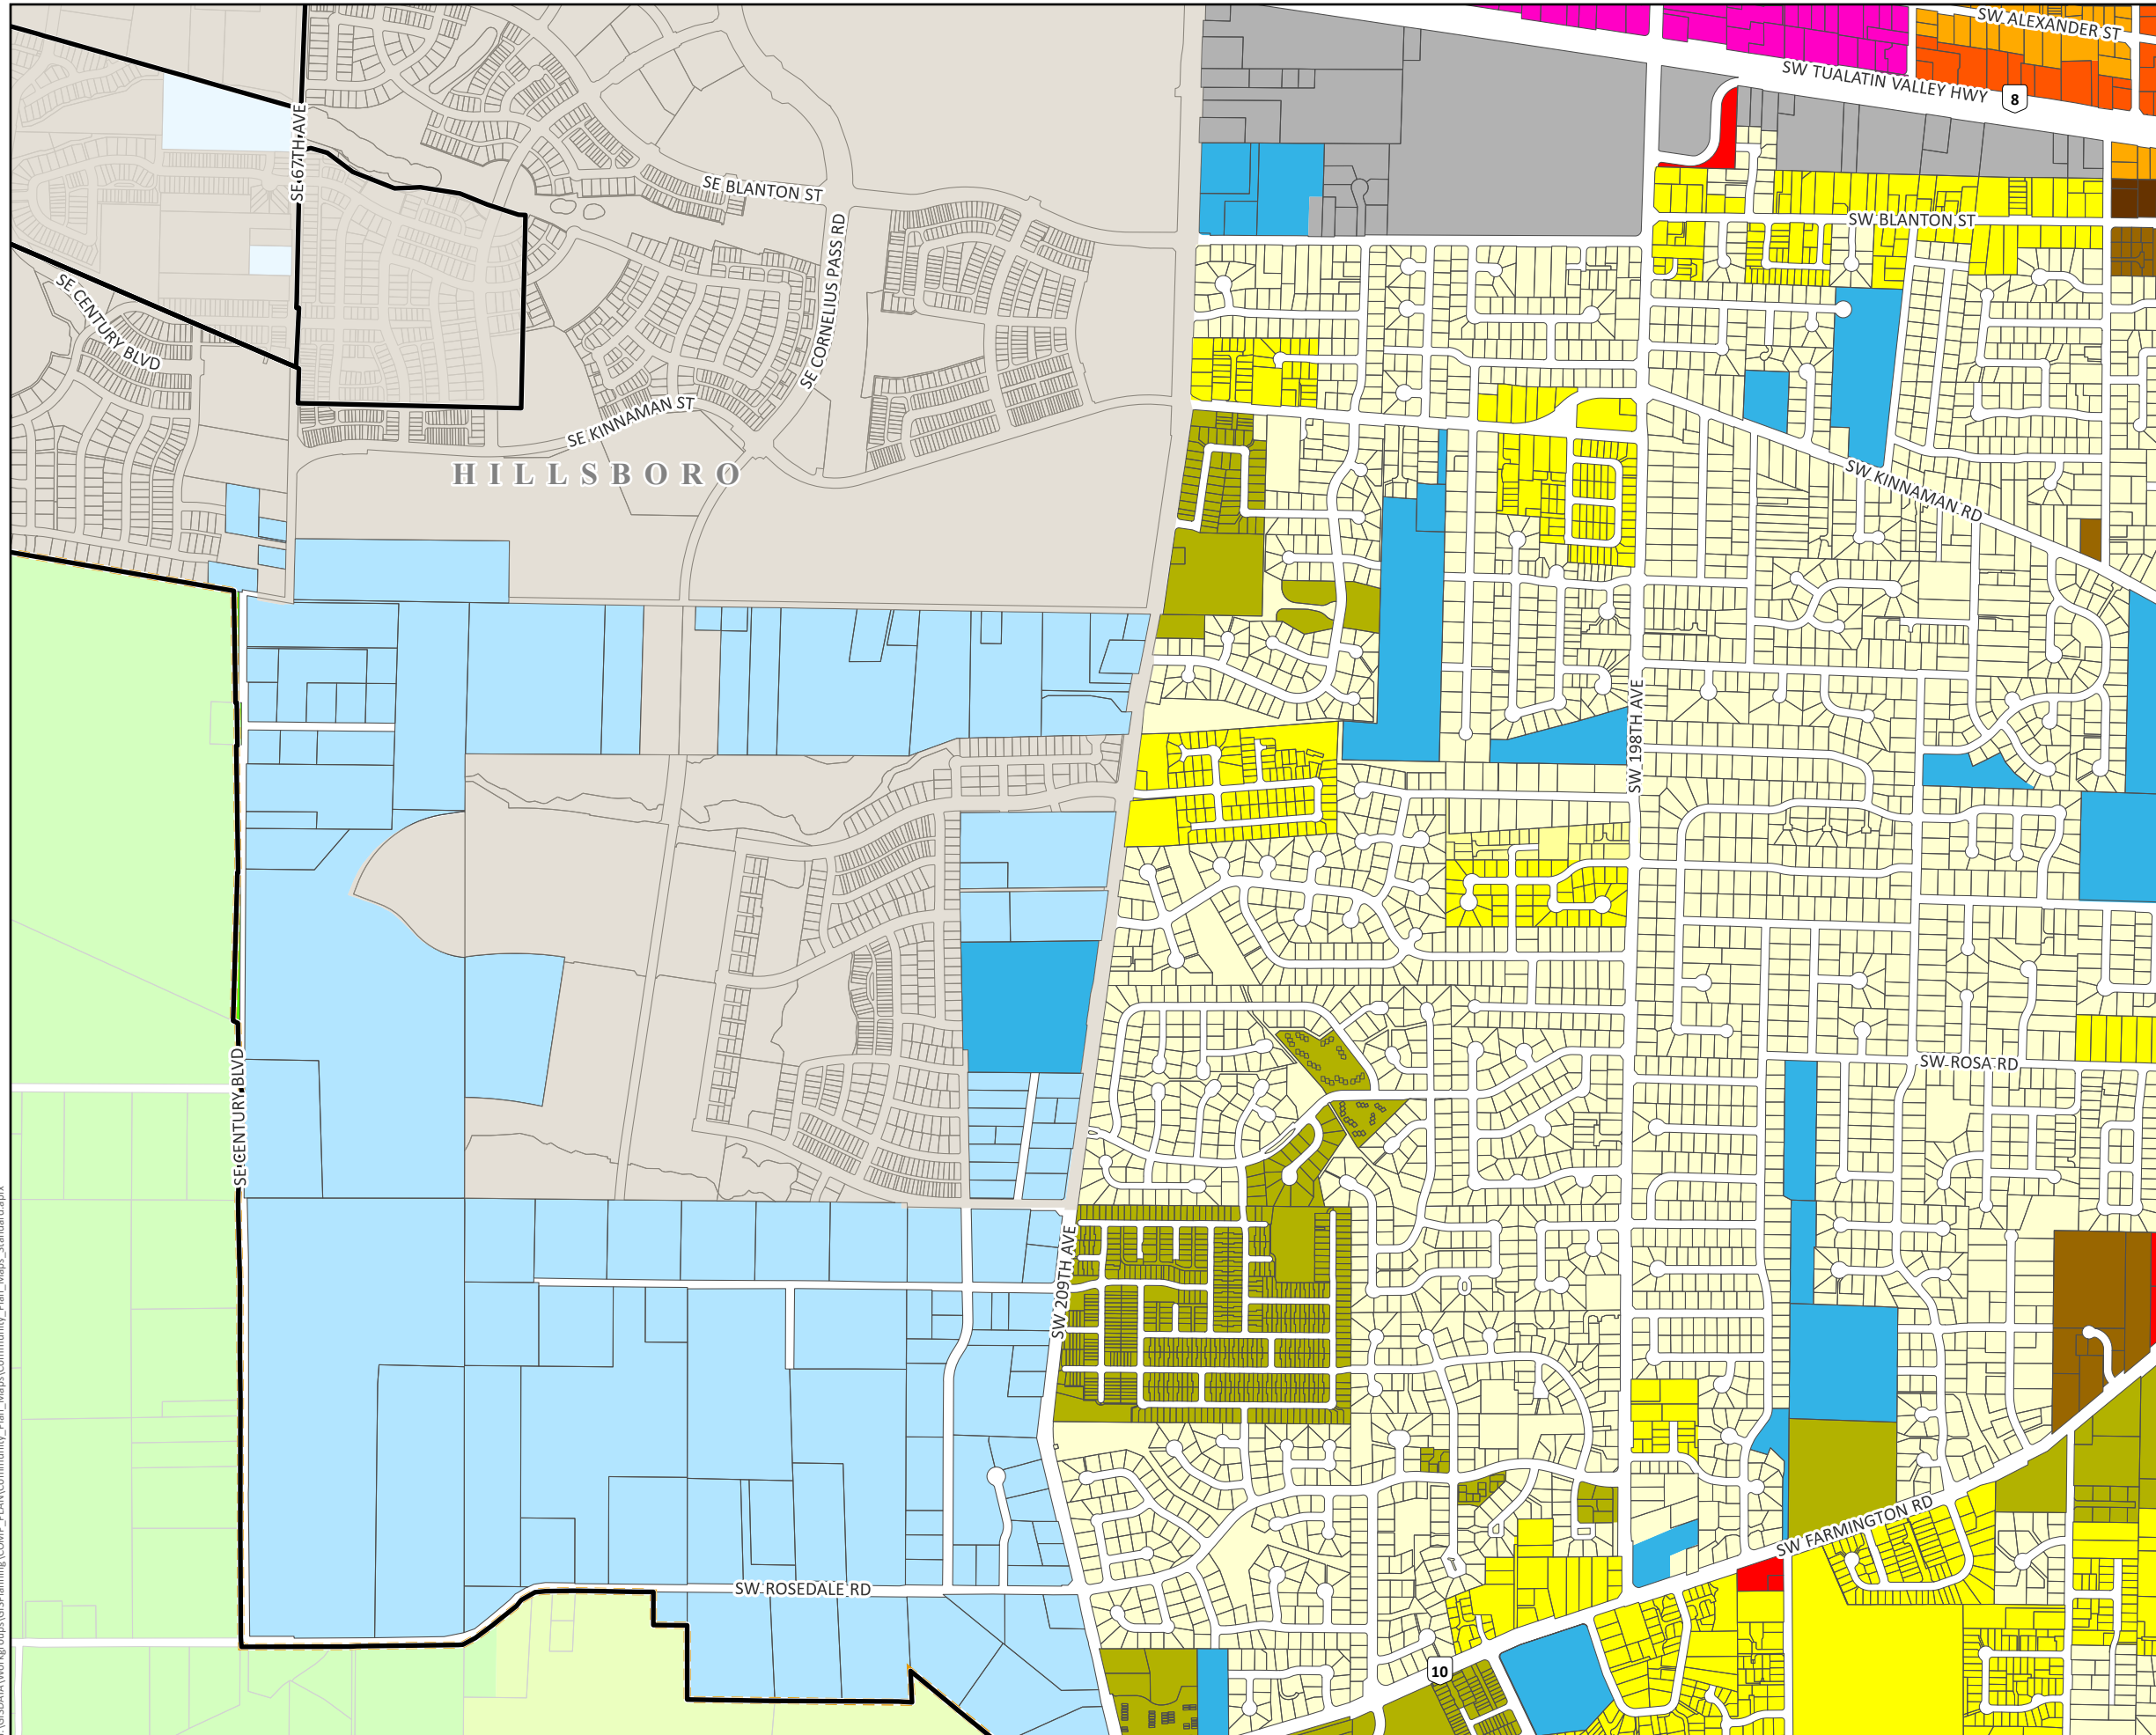 SW ALEXANDER ST
SW TUALATIN VALLEY HWY
8
SE 67TH AVE
SE BLANTON ST
SW BLANTON ST
SE CORNELIUS PASS RD
SE CENTURY BLVD
SE KINNAMAN ST
HILLSBORO
SW KINNAMAN RD
SW 198TH AVE
SE CENTURY BLVD
SW ROSA RD
SW 209TH AVE
SW FARMINGTON RD
SW ROSEDALE RD
10